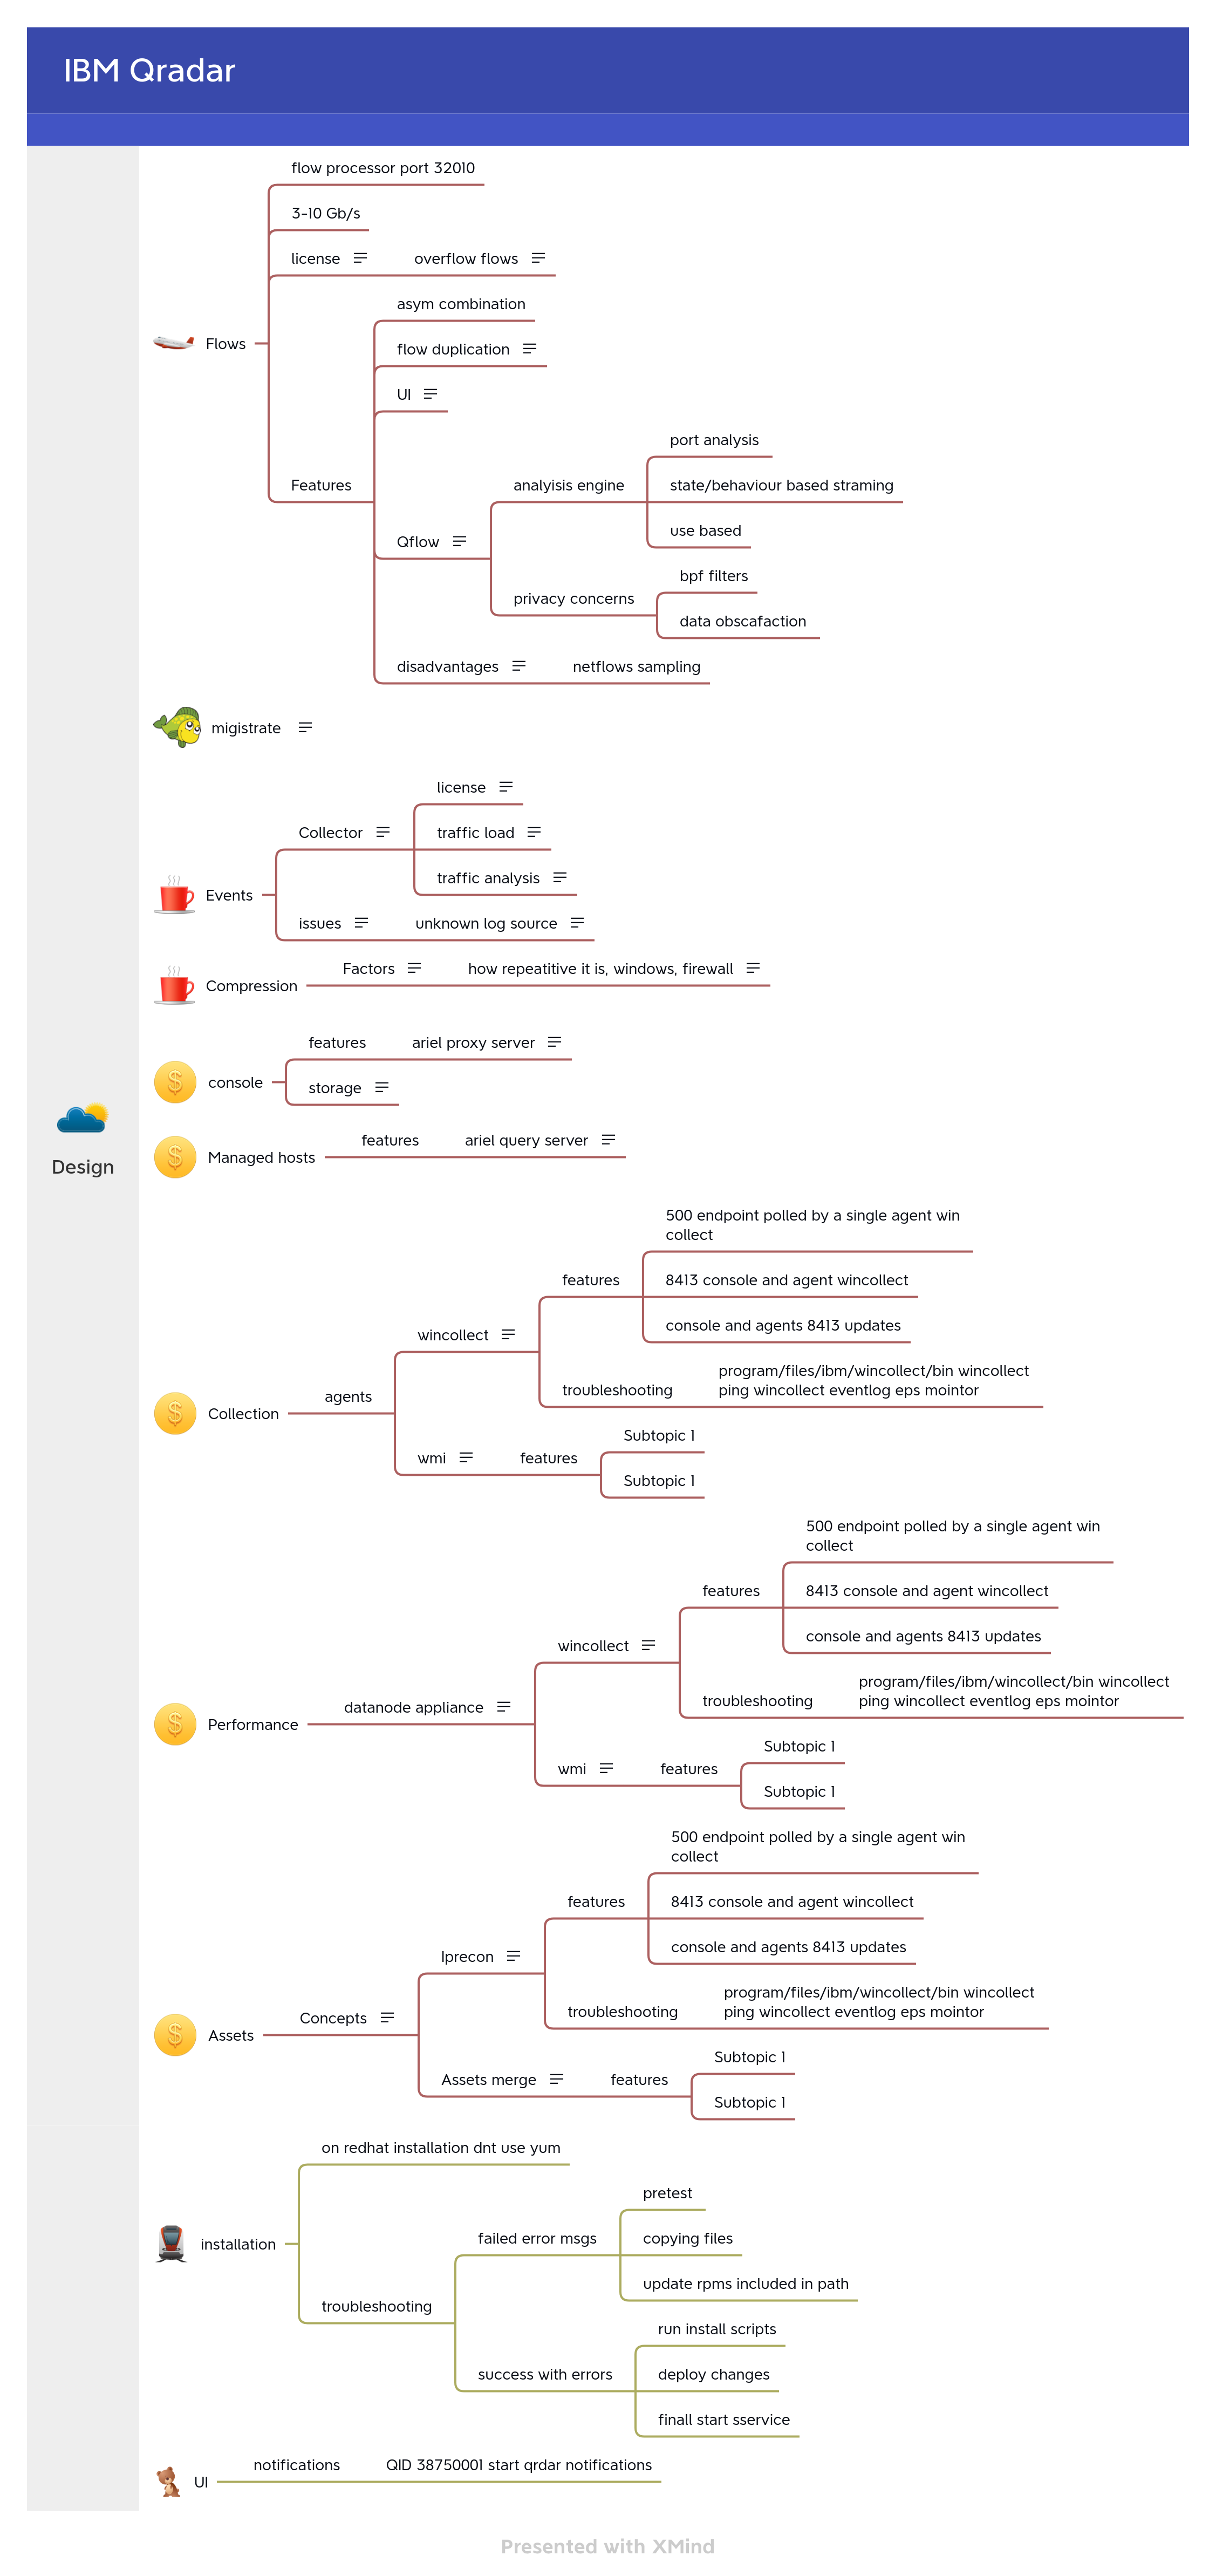 IBM Qradar
Design
Flows
flow processor port 32010
3-10 Gb/s
license
overflow flows
Features
asym combination
flow duplication
UI
Qflow
analyisis engine
port analysis
state/behaviour based straming
use based
privacy concerns
bpf filters
data obscafaction
disadvantages
netflows sampling
migistrate
Events
Collector
license
traffic load
traffic analysis
issues
unknown log source
Compression
Factors
how repeatitive it is, windows, firewall
console
features
ariel proxy server
storage
Managed hosts
features
ariel query server
Collection
agents
wincollect
features
500 endpoint polled by a single agent win
collect
8413 console and agent wincollect
console and agents 8413 updates
troubleshooting
program/files/ibm/wincollect/bin wincollect
ping wincollect eventlog eps mointor
wmi
features
Subtopic 1
Subtopic 1
Performance
datanode appliance
wincollect
features
500 endpoint polled by a single agent win
collect
8413 console and agent wincollect
console and agents 8413 updates
troubleshooting
program/files/ibm/wincollect/bin wincollect
ping wincollect eventlog eps mointor
wmi
features
Subtopic 1
Subtopic 1
Assets
Concepts
Iprecon
features
500 endpoint polled by a single agent win
collect
8413 console and agent wincollect
console and agents 8413 updates
troubleshooting
program/files/ibm/wincollect/bin wincollect
ping wincollect eventlog eps mointor
Assets merge
features
Subtopic 1
Subtopic 1
installation
on redhat installation dnt use yum
troubleshooting
failed error msgs
pretest
copying files
update rpms included in path
success with errors
run install scripts
deploy changes
finall start sservice
UI
notifications
QID 38750001 start qrdar notifications
Presented with XMind